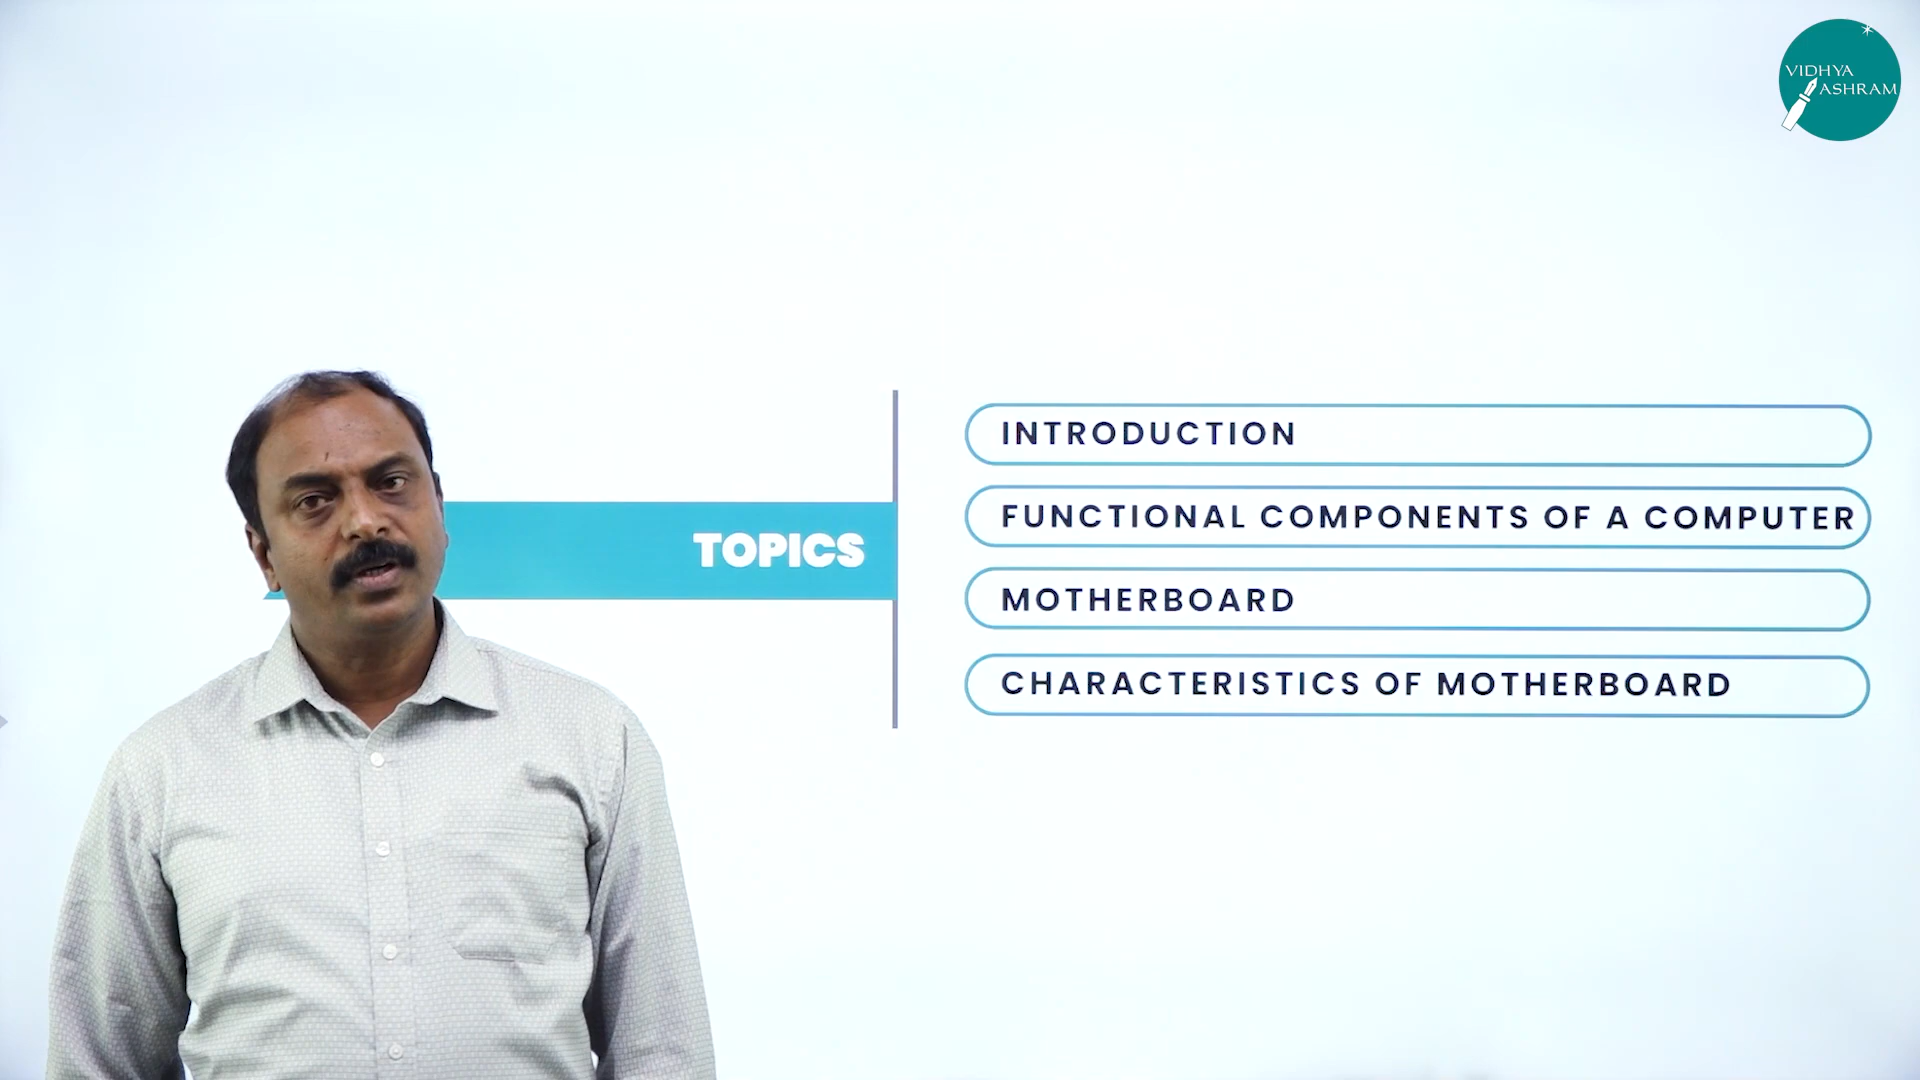 VIDHYA
ASHRAM
TOPICS
INTRODUCTION
FUNCTIONAL COMPONENTS OF A COMPUTER
MOTHERBOARD
CHARACTERISTICS OF MOTHERBOARD